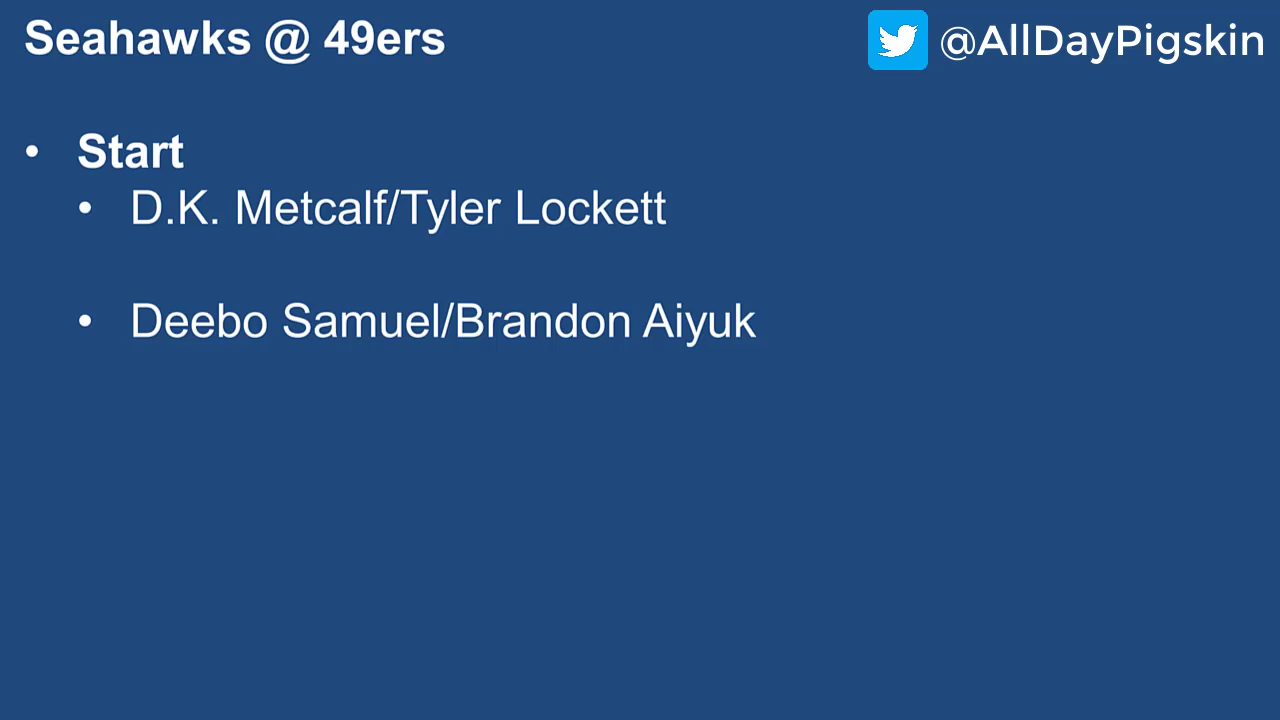 Seahawks @ 49ers
@AllDayPigskin
• Start
• D.K. Metcalf/Tyler Lockett
• Deebo Samuel/Brandon Aiyuk